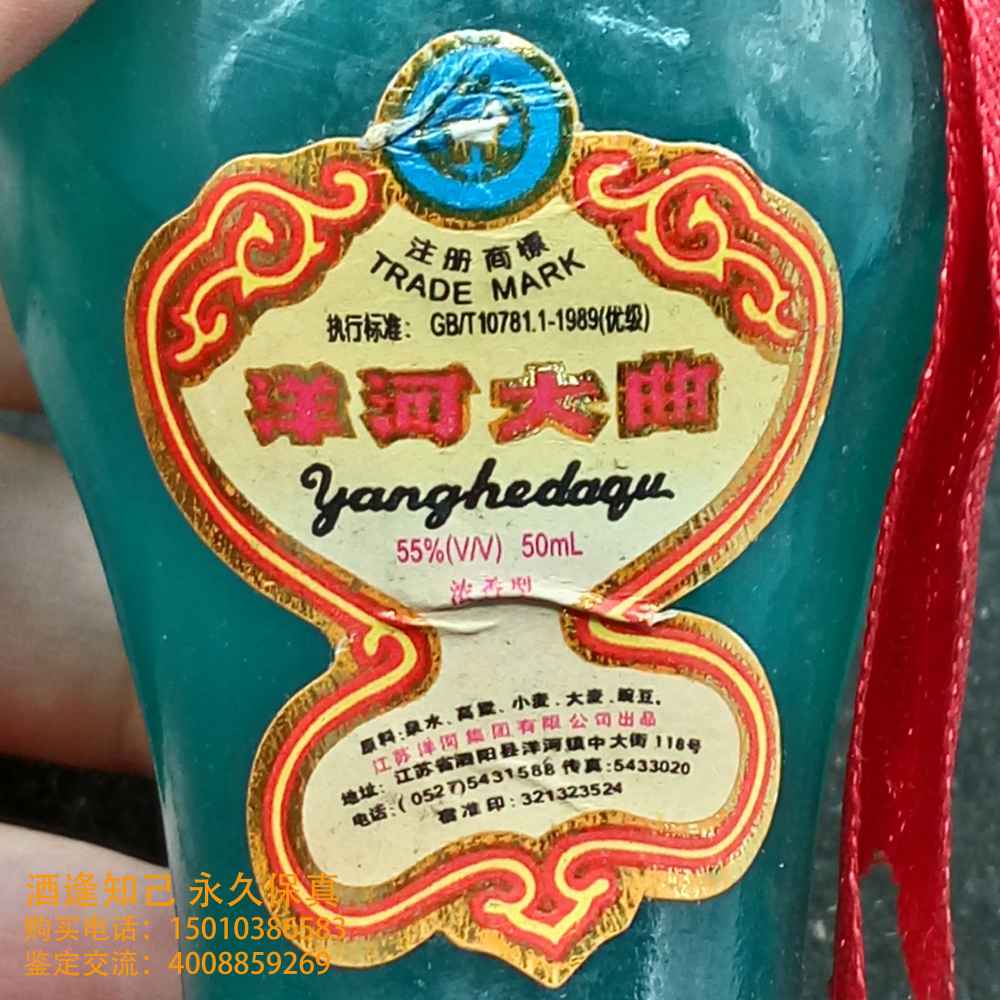 注册商標
TRADE MARK
执行标准：GB/T10781.1-1989(优级)
洋河大曲
Yanghedaqu
55%(V/V) 50mL
浓香型
原料:泉水、高粱、小麦、大麦、豌豆。
江苏洋河集团有限公司出品
地址：江苏省泗阳县洋河镇中大街118号
电话:(0527)5431588 传真:5433020
宿准印:321323524
酒逢知己 永久保真
购买电话：15010386583
鉴定交流：4008859269